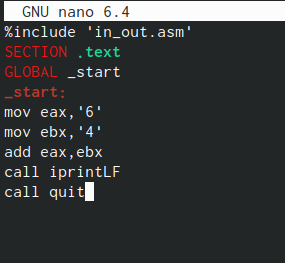 GNU nano 6.4
%include 'in_out.asm'
SECTION .text
GLOBAL _start
_start:
mov eax,'6'
mov ebx,'4'
add eax,ebx
call iprintLF
call quit